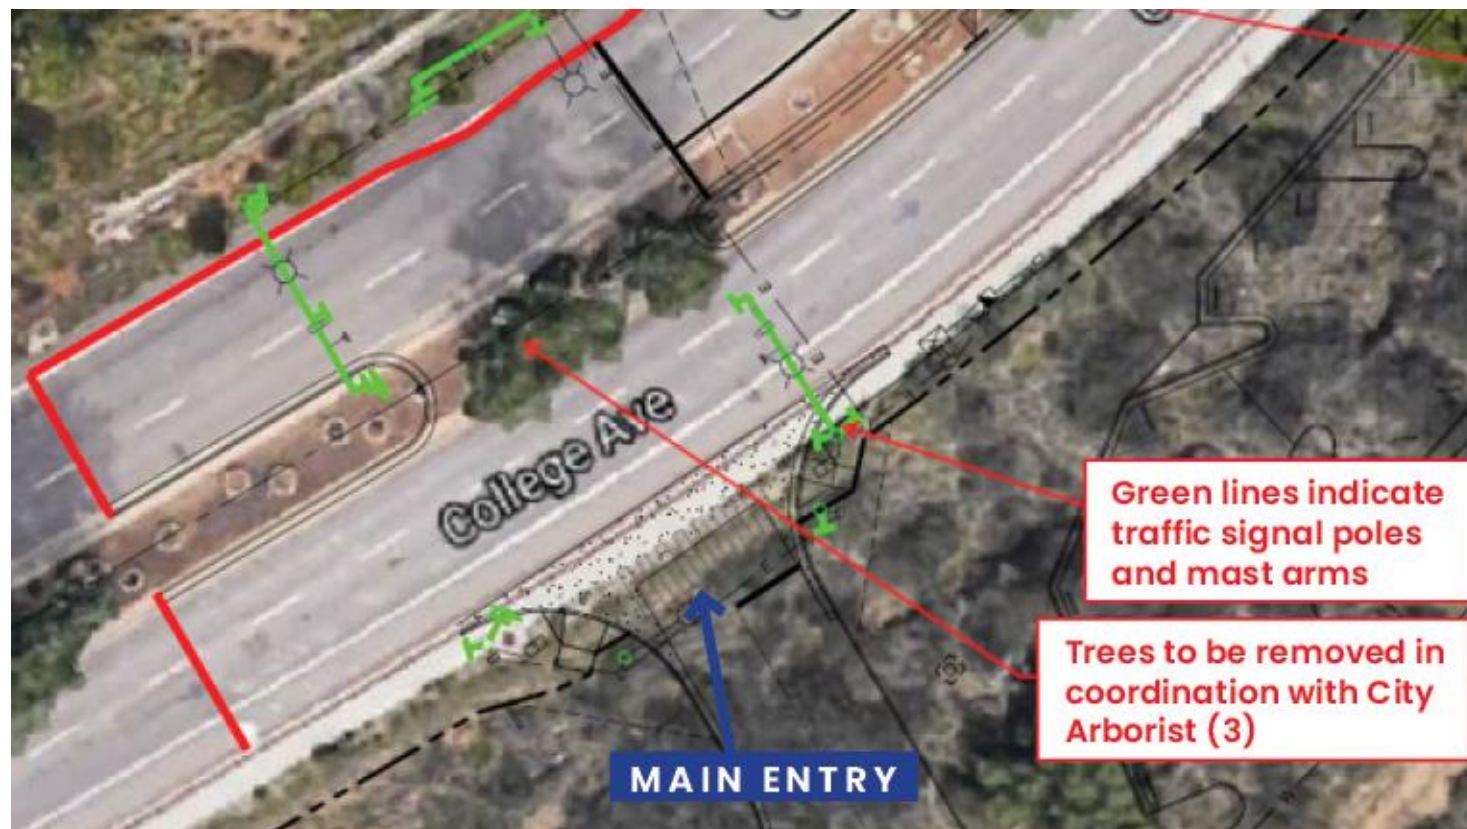 College Ave
Green lines indicate
traffic signal poles
and mast arms
Trees to be removed in
coordination with City
Arborist (3)
MAIN ENTRY